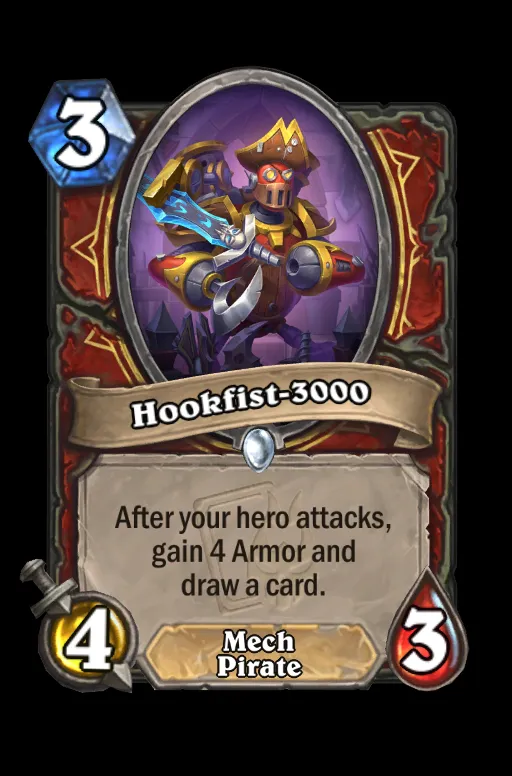 3
Hookfist-3000
After your hero attacks,
gain 4 Armor and
draw a card.
4
Mech
Pirate
3